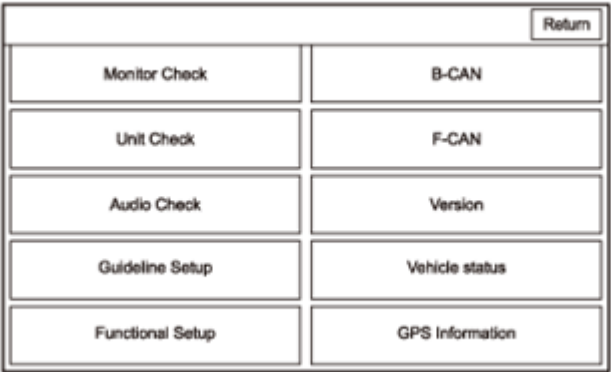 Return
Monitor Check
B-CAN
Unit Check
F-CAN
Audio Check
Version
Guideline Setup
Vehicle status
Functional Setup
GPS Information